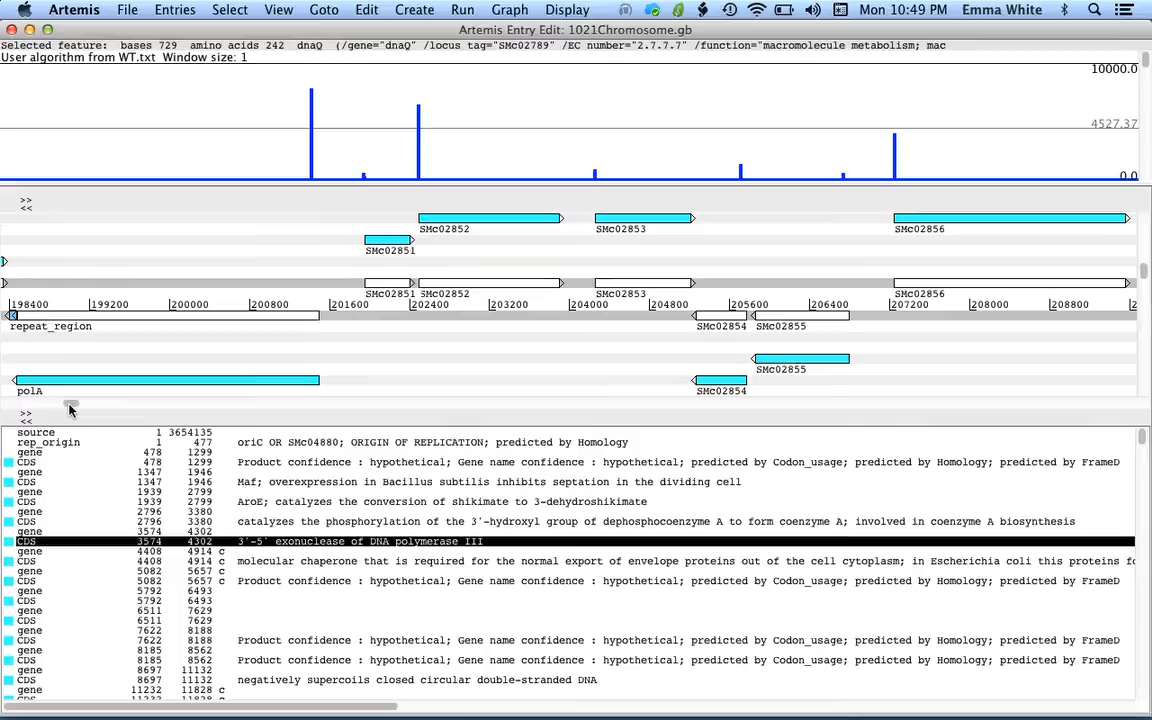 Artemis File Entries Select View Goto Edit Create Run Graph Display Mon 10:49 PM Emma White
Artemis Entry Edit: 1021Chromosome.gb
Selected feature: bases 729 amino acids 242 dnaQ (/gene="dnaQ" /locus tag="SMc02789" /EC number="2.7.7.7" /function="macromolecule metabolism; mac
User algorithm from WT.txt Window size: 1
10000.0
4527.37
0.0
>>
<<
SMc02852 SMc02853 SMc02856
SMc02851
SMc02851 SMc02852 SMc02853 SMc02856
198400 199200 200000 200800 201600 202400 203200 204000 204800 205600 206400 207200 208000 208800
repeat_region SMc02854 SMc02855
SMc02855
polA SMc02854
>>
<<
source 1 3654135
rep_origin 1 477 oriC OR SMc04880; ORIGIN OF REPLICATION; predicted by Homology
gene 478 1299
CDS 478 1299 Product confidence : hypothetical; Gene name confidence : hypothetical; predicted by Codon_usage; predicted by Homology; predicted by FrameD
gene 1347 1946
CDS 1347 1946 Maf; overexpression in Bacillus subtilis inhibits septation in the dividing cell
gene 1939 2799
CDS 1939 2799 AroE; catalyzes the conversion of shikimate to 3-dehydroshikimate
gene 2796 3380
CDS 2796 3380 catalyzes the phosphorylation of the 3'-hydroxyl group of dephosphocoenzyme A to form coenzyme A; involved in coenzyme A biosynthesis
gene 3574 4302
CDS 3574 4302 3'-5' exonuclease of DNA polymerase III
gene 4408 4914 c
CDS 4408 4914 c molecular chaperone that is required for the normal export of envelope proteins out of the cell cytoplasm; in Escherichia coli this proteins fo
gene 5082 5657 c
CDS 5082 5657 c Product confidence : hypothetical; Gene name confidence : hypothetical; predicted by Codon_usage; predicted by Homology; predicted by FrameD
gene 5792 6493
CDS 5792 6493
gene 6511 7629
CDS 6511 7629
gene 7622 8188
CDS 7622 8188 Product confidence : hypothetical; Gene name confidence : hypothetical; predicted by Codon_usage; predicted by Homology; predicted by FrameD
gene 8185 8562
CDS 8185 8562 Product confidence : hypothetical; Gene name confidence : hypothetical; predicted by Codon_usage; predicted by Homology; predicted by FrameD
gene 8697 11132
CDS 8697 11132 negatively supercoils closed circular double-stranded DNA
gene 11232 11828 c